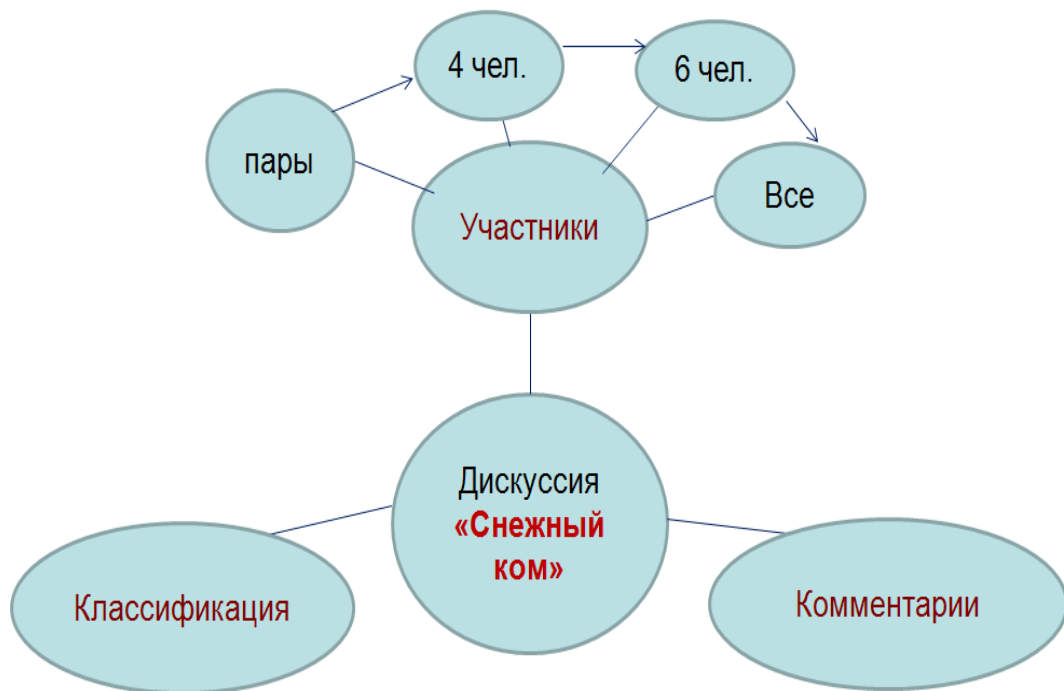 4 чел.
6 чел.
пары
Все
Участники
Дискуссия
«Снежный
ком»
Классификация
Комментарии